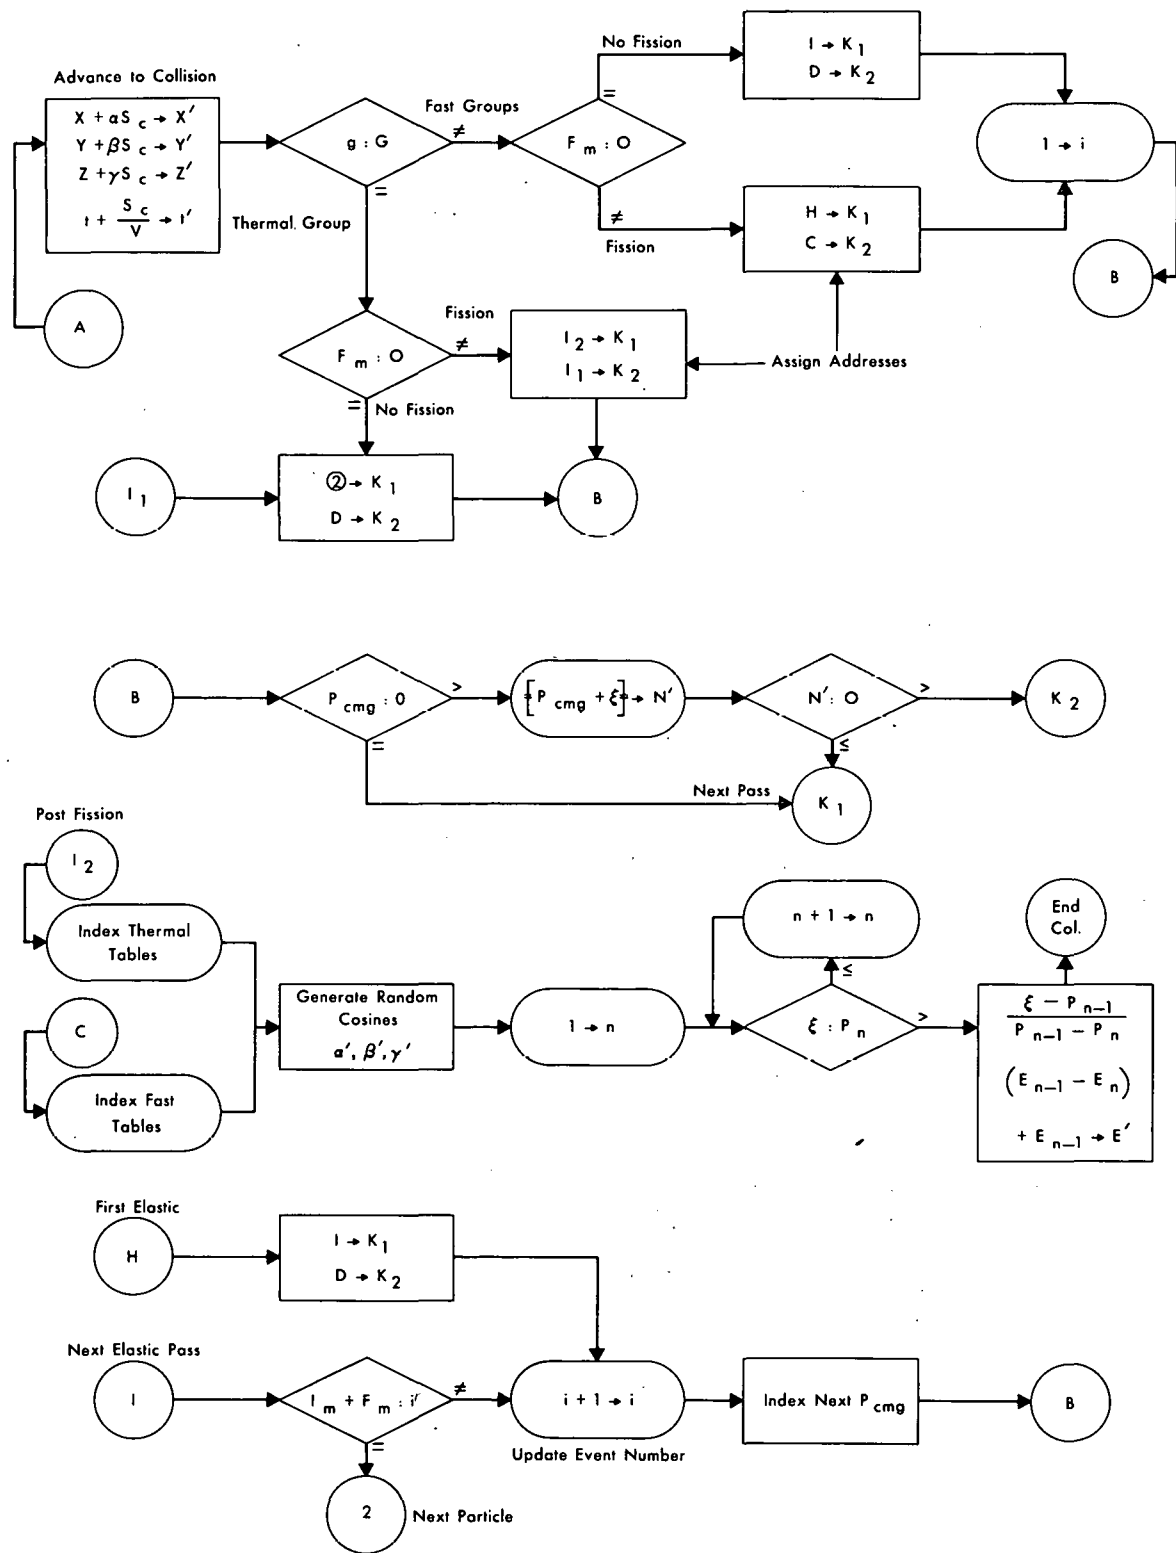 Advance to Collision
X + αS c → X′
Y + βS c → Y′
Z + γS c → Z′
t + S c / V → t′
A
g : G
≠
Fast Groups
=
Thermal Group
F m : O
=
No Fission
I → K 1
D → K 2
≠
Fission
H → K 1
C → K 2
1 → i
B
F m : O
Fission
≠
I 2 → K 1
I 1 → K 2
Assign Addresses
=
No Fission
I 1
② → K 1
D → K 2
B
B
P cmg : 0
>
[P cmg + ξ] → N′
N′ : O
>
K 2
=
≤
Next Pass
K 1
Post Fission
I 2
Index Thermal
Tables
C
Index Fast
Tables
Generate Random
Cosines
α′, β′, γ′
1 → n
n + 1 → n
≤
ξ : P n
>
End
Col.
ξ − P n−1
P n−1 − P n
(E n−1 − E n)
+ E n−1 → E′
First Elastic
H
I → K 1
D → K 2
Next Elastic Pass
I
I m + F m : i
≠
i + 1 → i
Update Event Number
Index Next P cmg
B
=
2
Next Particle